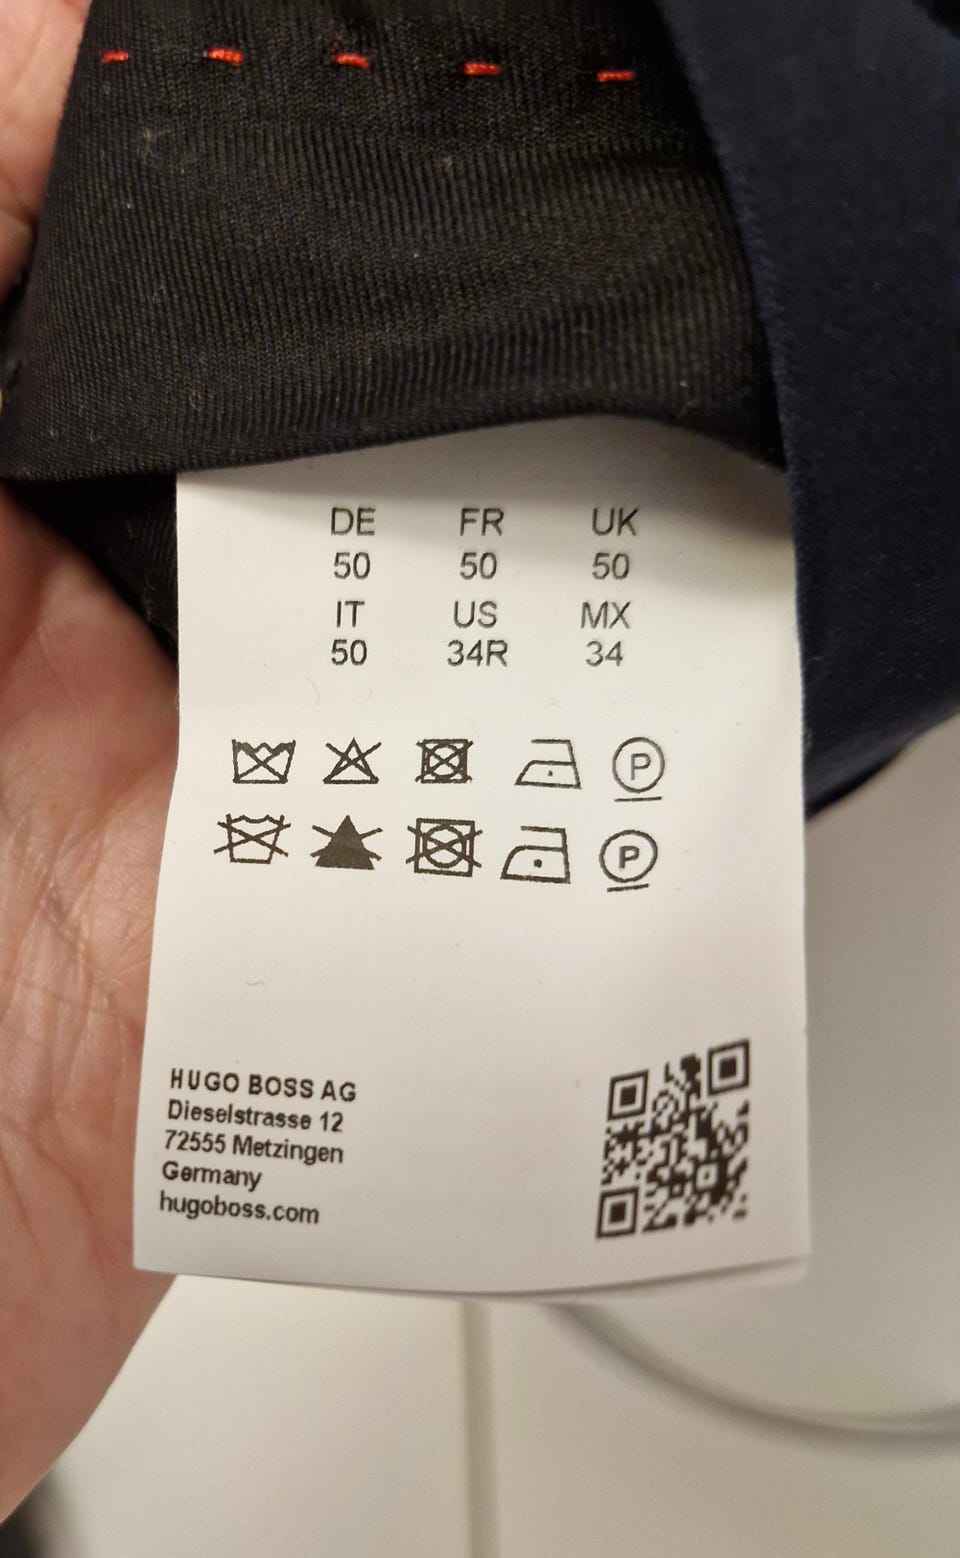 DE FR UK
50 50 50
IT US MX
50 34R 34
P
P
HUGO BOSS AG
Dieselstrasse 12
72555 Metzingen
Germany
hugoboss.com